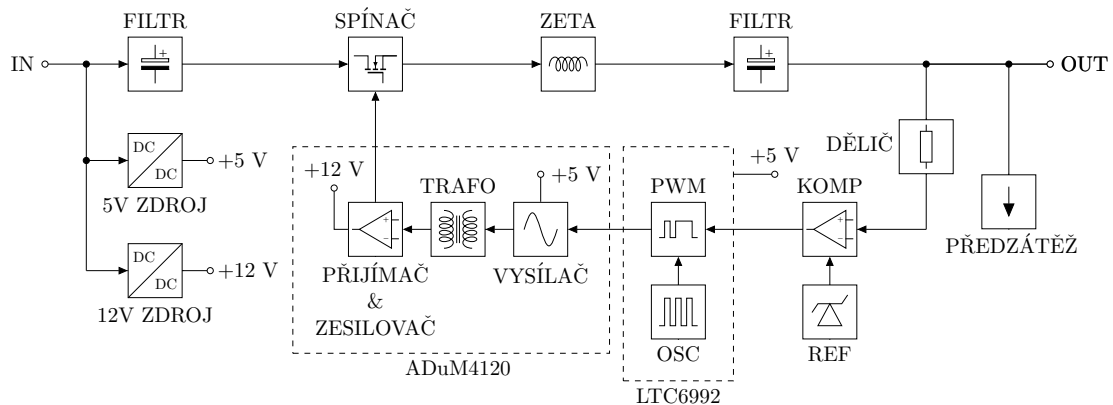 FILTR
SPÍNAČ
ZETA
FILTR
IN
OUT
DC
DC
+5 V
5V ZDROJ
DC
DC
+12 V
12V ZDROJ
+12 V
TRAFO
+5 V
PŘIJÍMAČ
&
ZESILOVAČ
VYSÍLAČ
ADuM4120
PWM
+5 V
OSC
LTC6992
KOMP
REF
DĚLIČ
PŘEDZÁTĚŽ